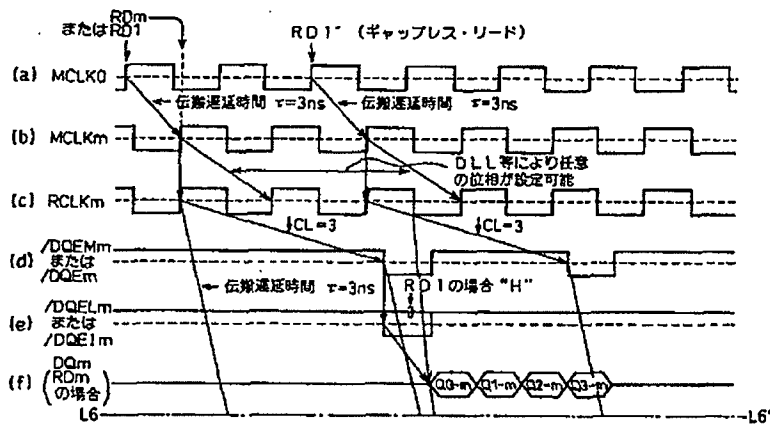 RDm
または
RD1
RD1" (ギャップレス・リード)
(a) MCLK0
伝搬遅延時間 τ=3ns
伝搬遅延時間 τ=3ns
(b) MCLKm
DLL等により任意
の位相が設定可能
(c) RCLKm
CL=3
CL=3
/DQEMm
(d) または
/DQEm
伝搬遅延時間 τ=3ns
RD1の場合 "H"
/DQELm
(e) または
/DQE1m
DQm
(f) (RDm
の場合)
Q0-m Q1-m Q2-m Q3-m
L6
L6'